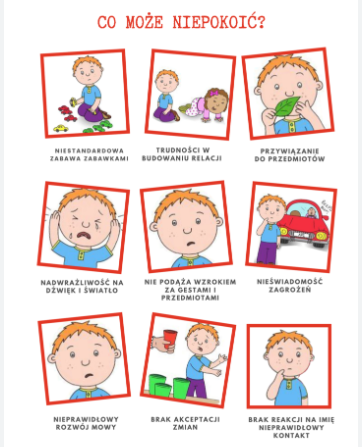 CO MOŻE NIEPOKOIĆ?
NIESTANDARDOWA
ZABAWA ZABAWKAMI
TRUDNOŚCI W
BUDOWANIU RELACJI
PRZYWIĄZANIE
DO PRZEDMIOTÓW
NADWRAŻLIWOŚĆ NA
DŹWIĘK I ŚWIATŁO
NIE PODĄŻA WZROKIEM
ZA GESTAMI I
PRZEDMIOTAMI
NIEŚWIADOMOŚĆ
ZAGROŻEŃ
NIEPRAWIDŁOWY
ROZWÓJ MOWY
BRAK AKCEPTACJI
ZMIAN
BRAK REAKCJI NA IMIĘ
NIEPRAWIDŁOWY
KONTAKT